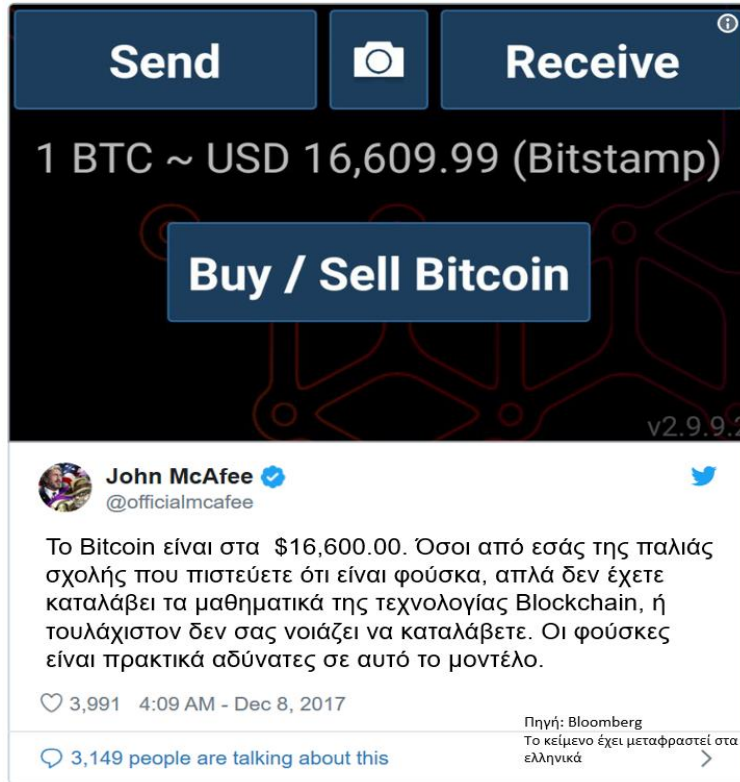 Send
Receive
1 BTC ~ USD 16,609.99 (Bitstamp)
Buy / Sell Bitcoin
v2.9.9.2
John McAfee
@officialmcafee
Το Bitcoin είναι στα $16,600.00. Όσοι από εσάς της παλιάς
σχολής που πιστεύετε ότι είναι φούσκα, απλά δεν έχετε
καταλάβει τα μαθηματικά της τεχνολογίας Blockchain, ή
τουλάχιστον δεν σας νοιάζει να καταλάβετε. Οι φούσκες
είναι πρακτικά αδύνατες σε αυτό το μοντέλο.
3,991 4:09 AM - Dec 8, 2017
Πηγή: Bloomberg
Το κείμενο έχει μεταφραστεί στα
ελληνικά
3,149 people are talking about this